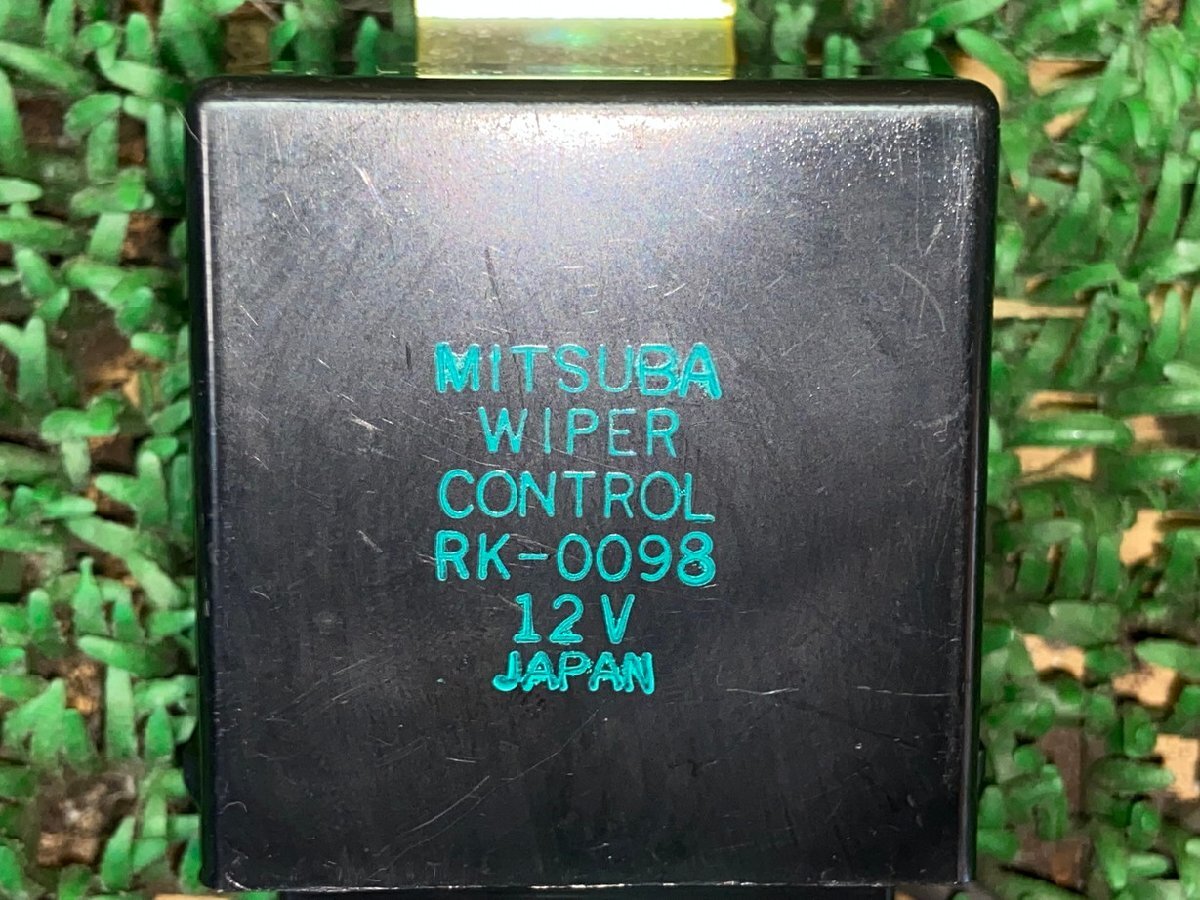 MITSUBA
WIPER
CONTROL
RK-0098
12V
JAPAN